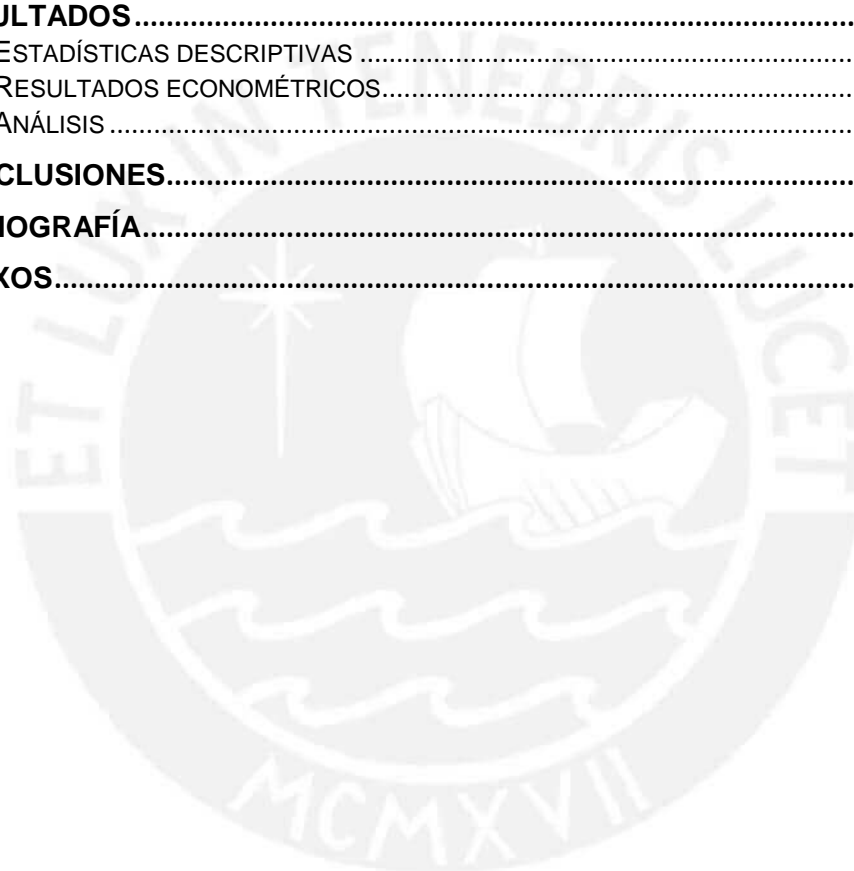 ULTADOS........................................................................................
ESTADÍSTICAS DESCRIPTIVAS ..............................................................
RESULTADOS ECONOMÉTRICOS...........................................................
ANÁLISIS ..............................................................................................
CLUSIONES....................................................................................
IOGRAFÍA.......................................................................................
XOS..................................................................................................
ET LUX IN TENEBRIS LUCET
MCMXVII